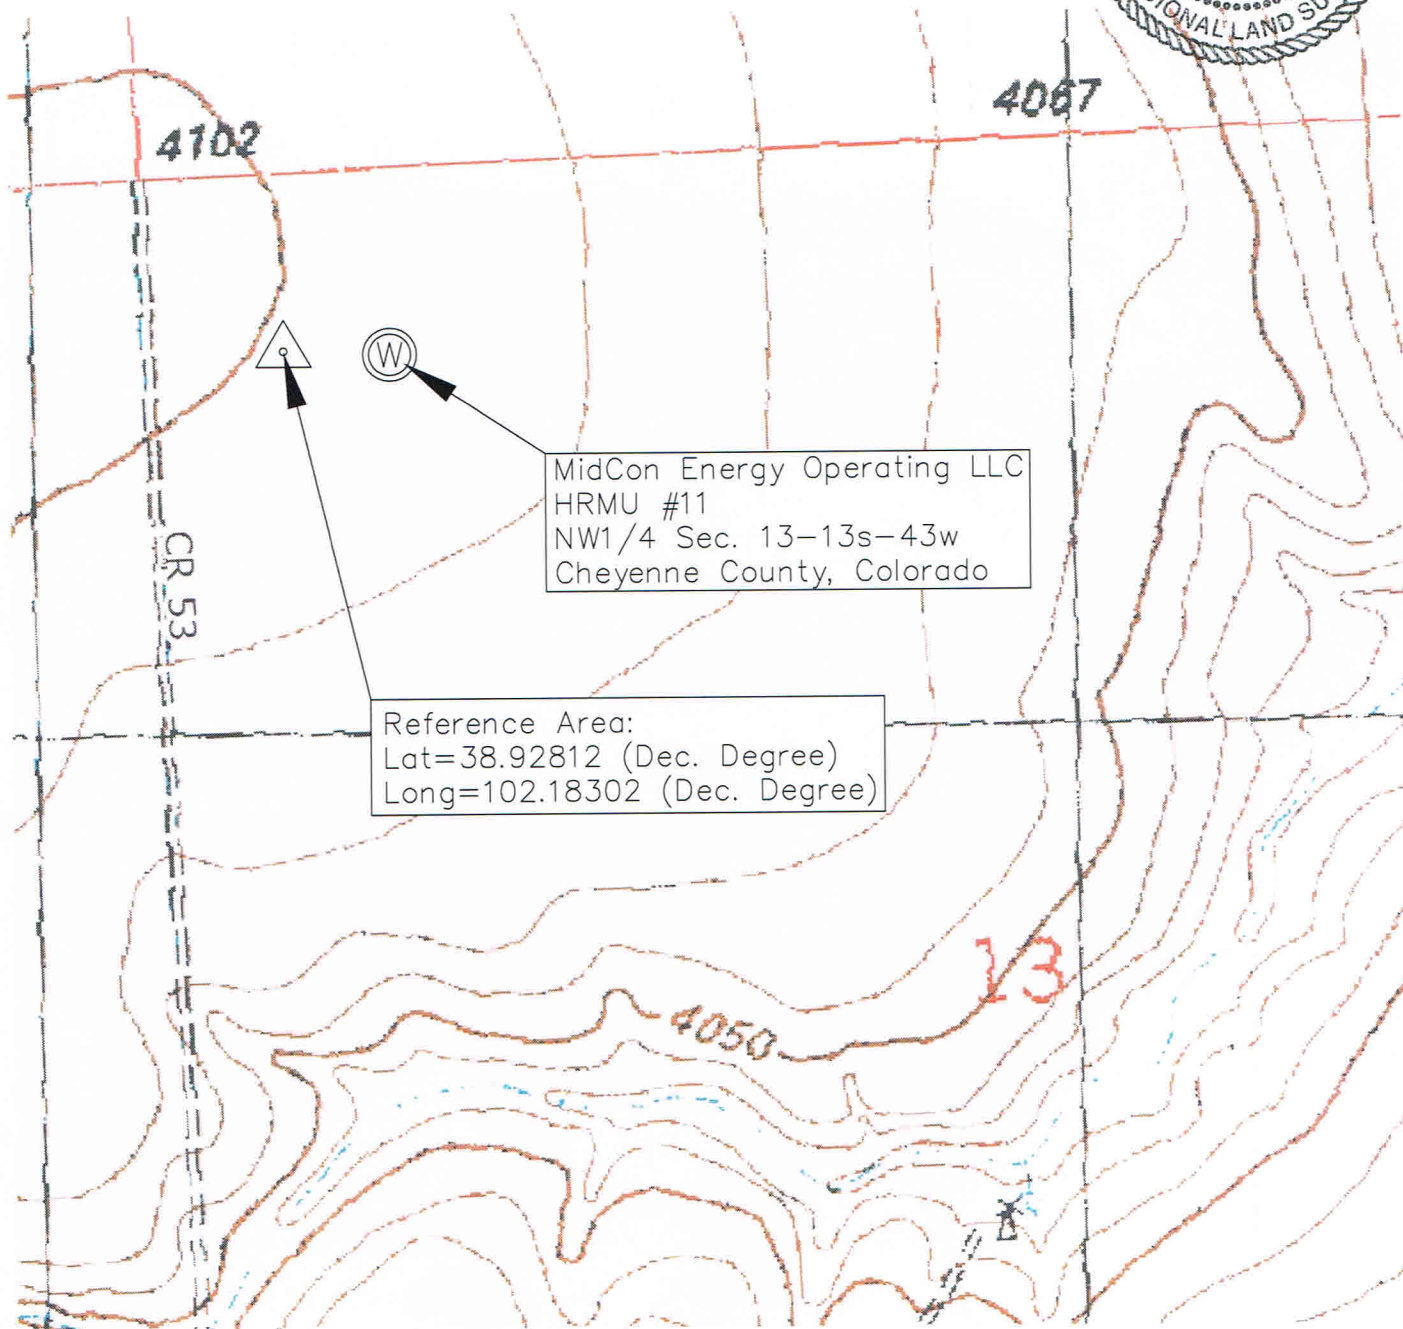 LAND
4102
4067
MidCon Energy Operating LLC
HRMU #11
NW1/4 Sec. 13-13s-43w
Cheyenne County, Colorado
W
CR 53
Reference Area:
Lat=38.92812 (Dec. Degree)
Long=102.18302 (Dec. Degree)
13
4050